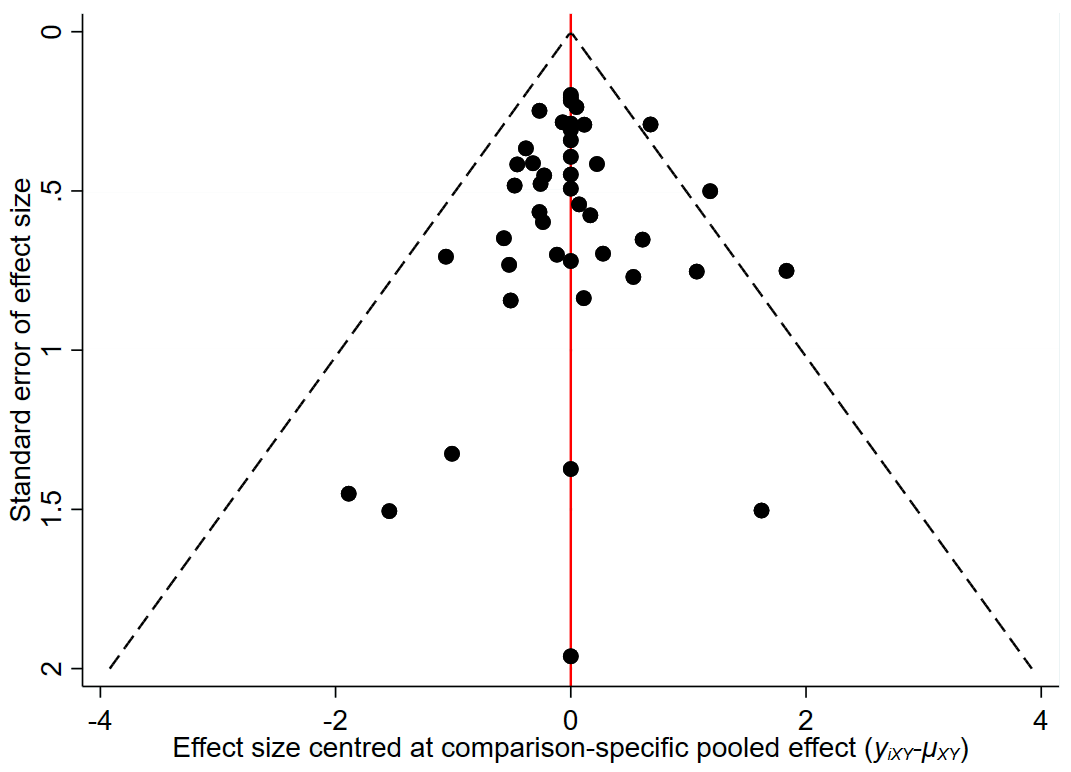 0
.5
1
1.5
2
Standard error of effect size
-4 -2 0 2 4
Effect size centred at comparison-specific pooled effect (yiXY-μXY)